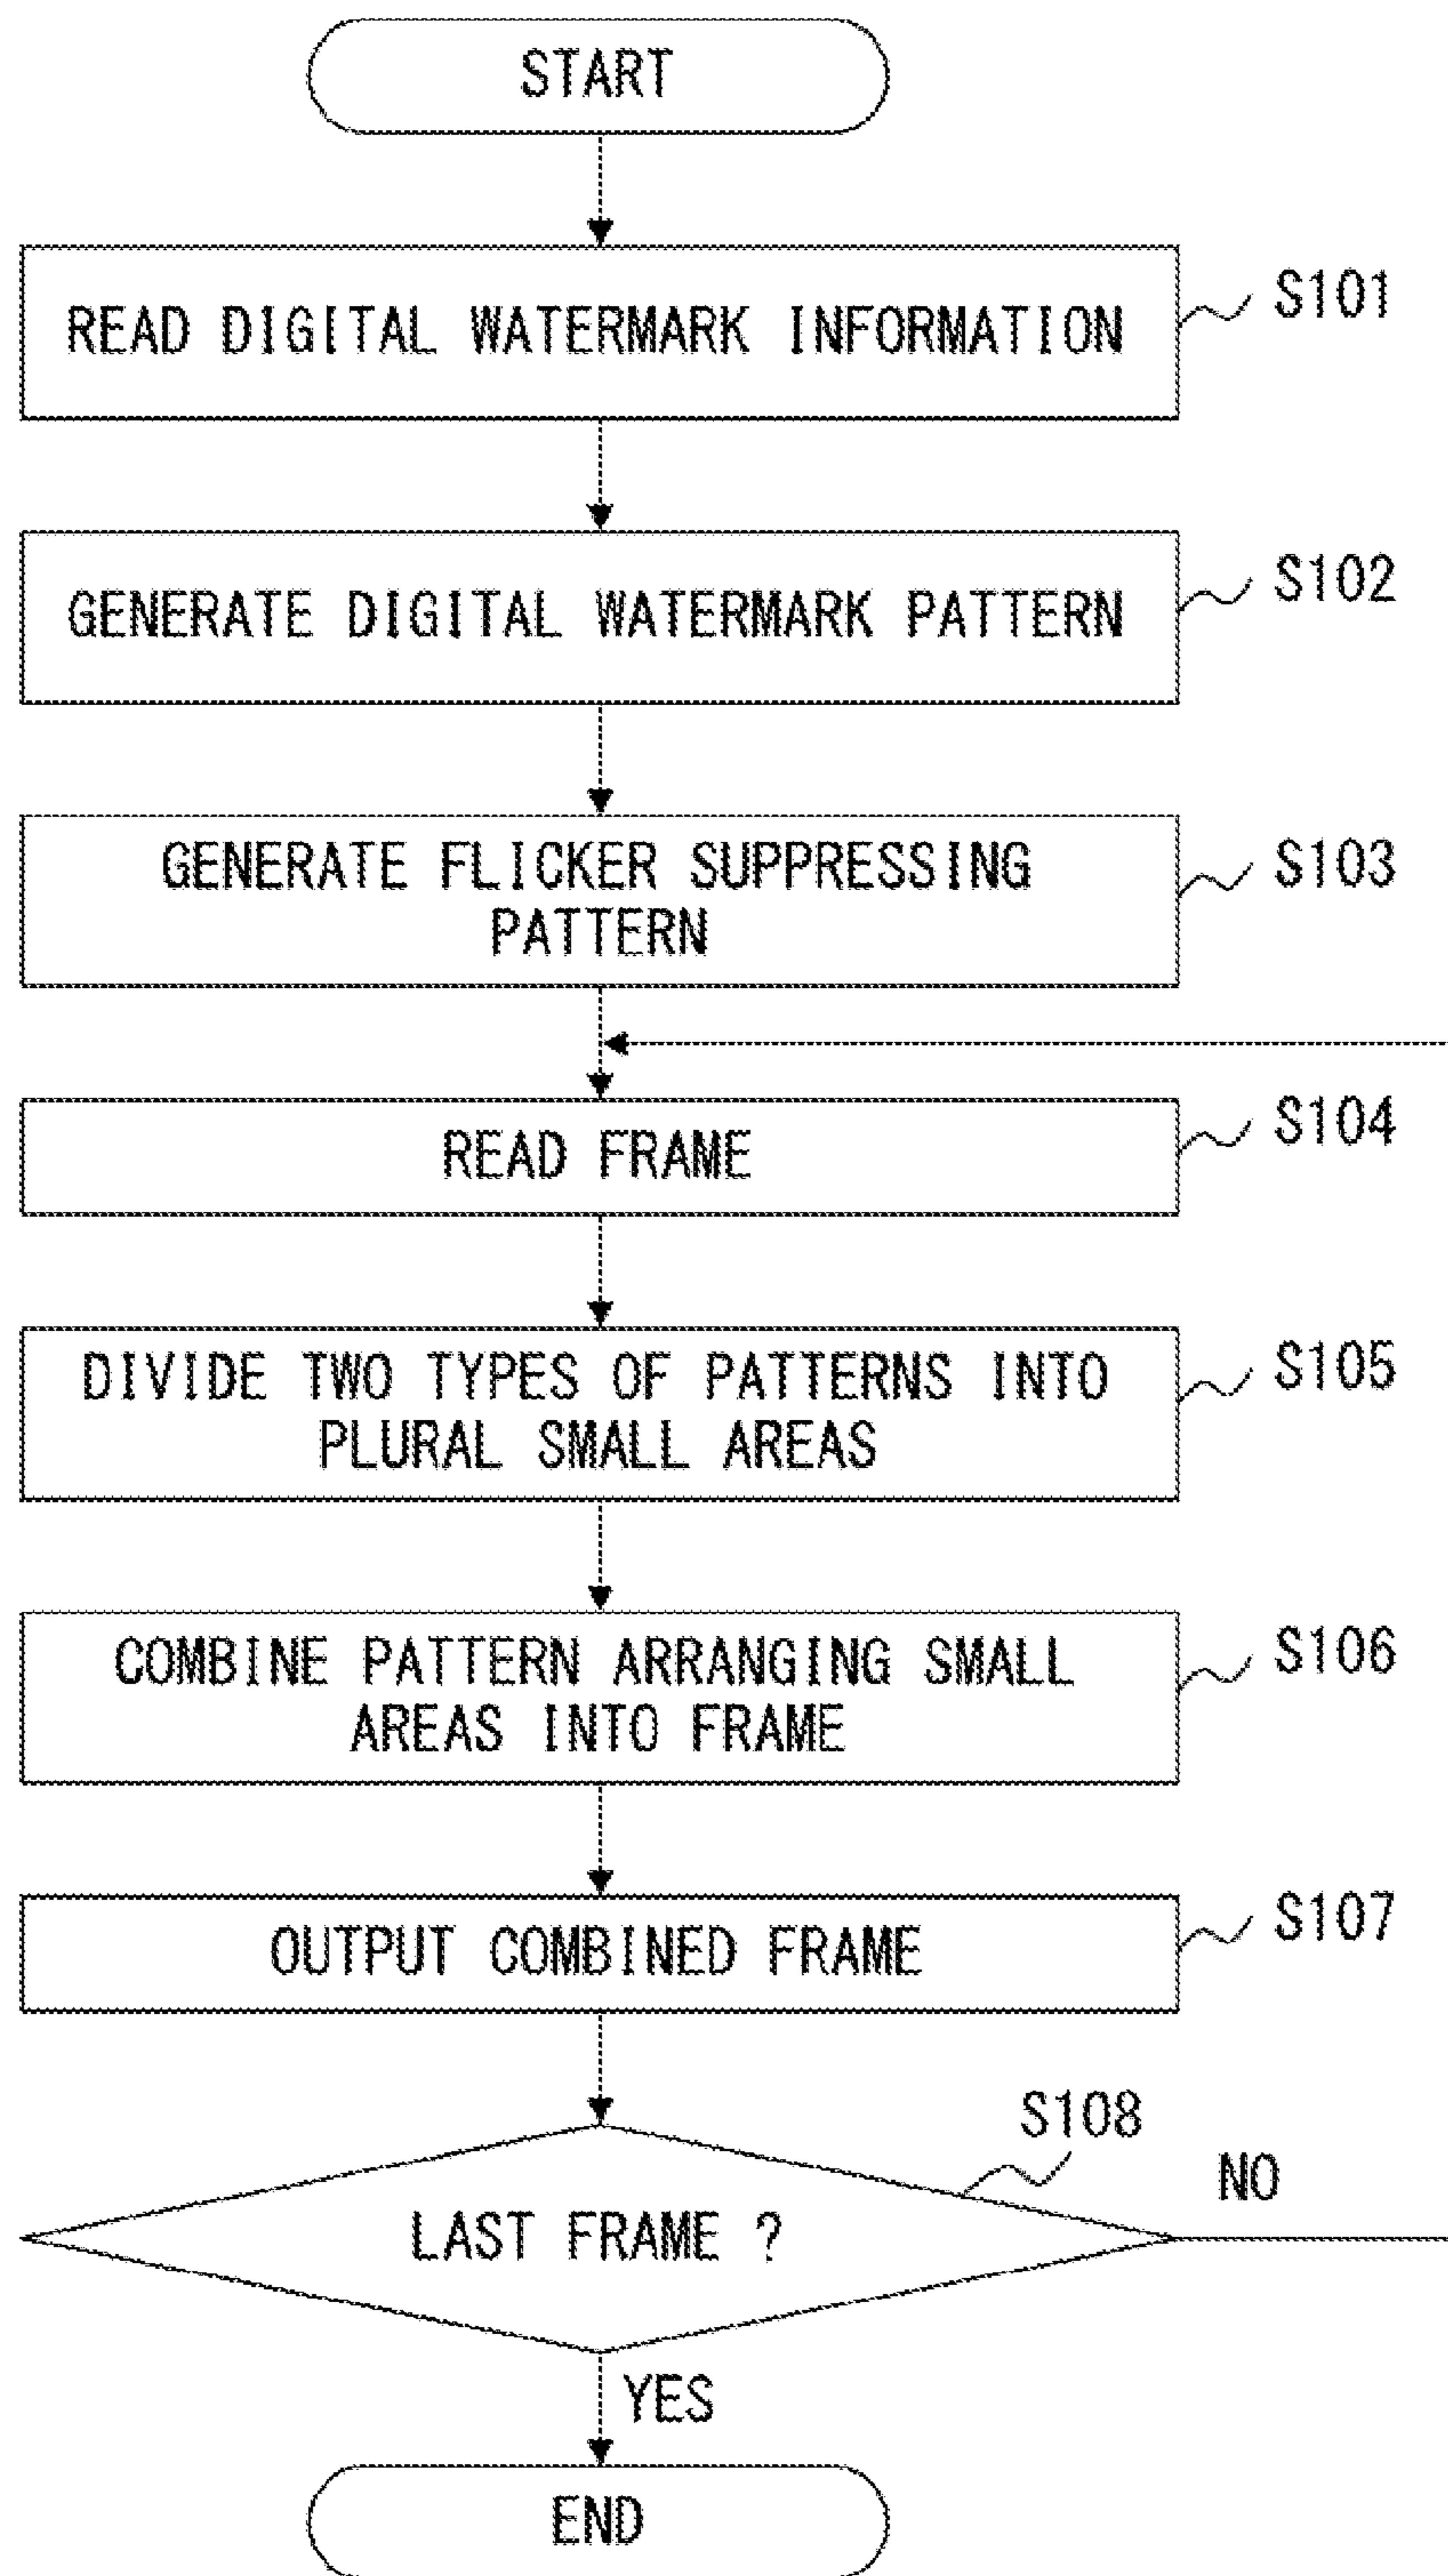 START
READ DIGITAL WATERMARK INFORMATION
S101
GENERATE DIGITAL WATERMARK PATTERN
S102
GENERATE FLICKER SUPPRESSING
PATTERN
S103
READ FRAME
S104
DIVIDE TWO TYPES OF PATTERNS INTO
PLURAL SMALL AREAS
S105
COMBINE PATTERN ARRANGING SMALL
AREAS INTO FRAME
S106
OUTPUT COMBINED FRAME
S107
S108
LAST FRAME ?
NO
YES
END